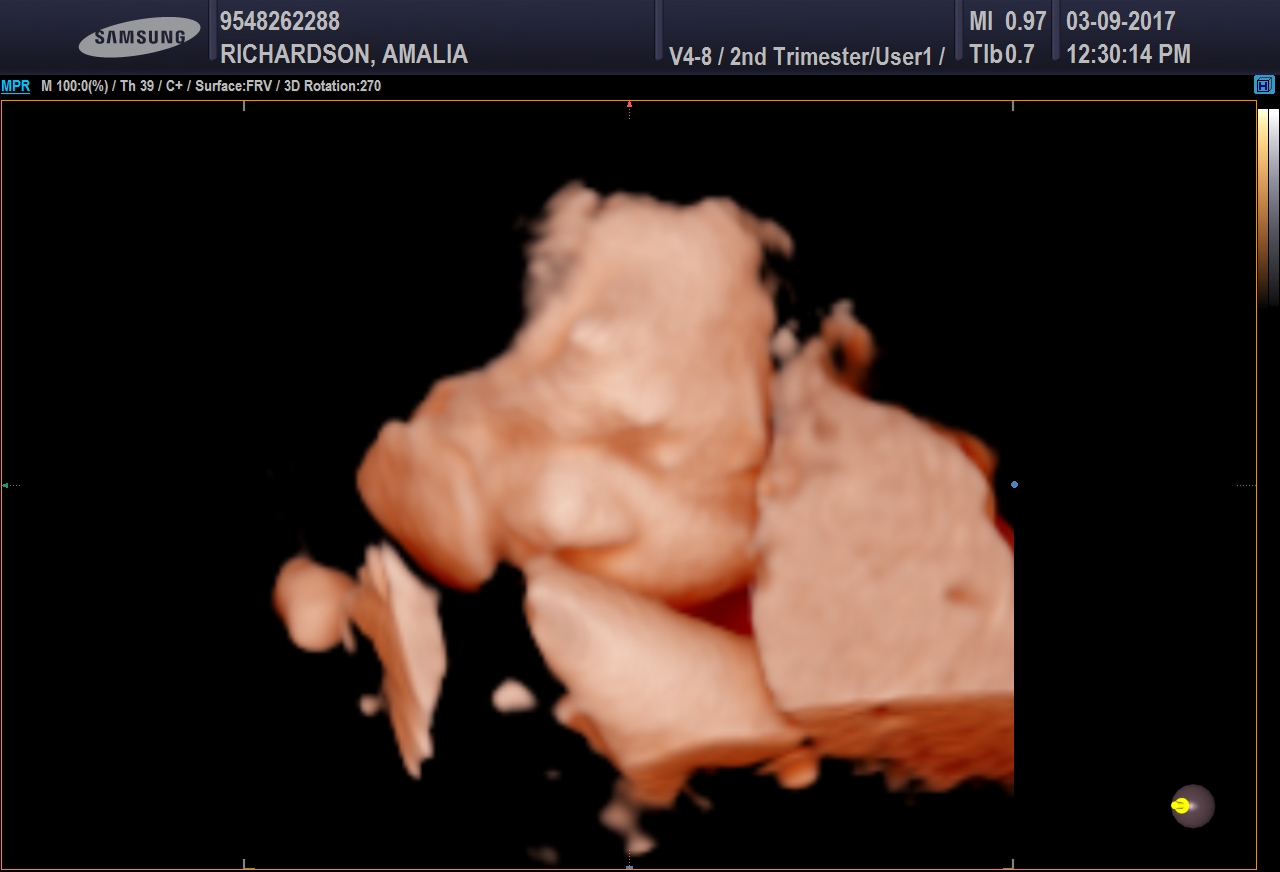 SAMSUNG
9548262288
RICHARDSON, AMALIA
V4-8 / 2nd Trimester/User1 /
MI 0.97
TIb 0.7
03-09-2017
12:30:14 PM
MPR M 100:0(%) / Th 39 / C+ / Surface:FRV / 3D Rotation:270